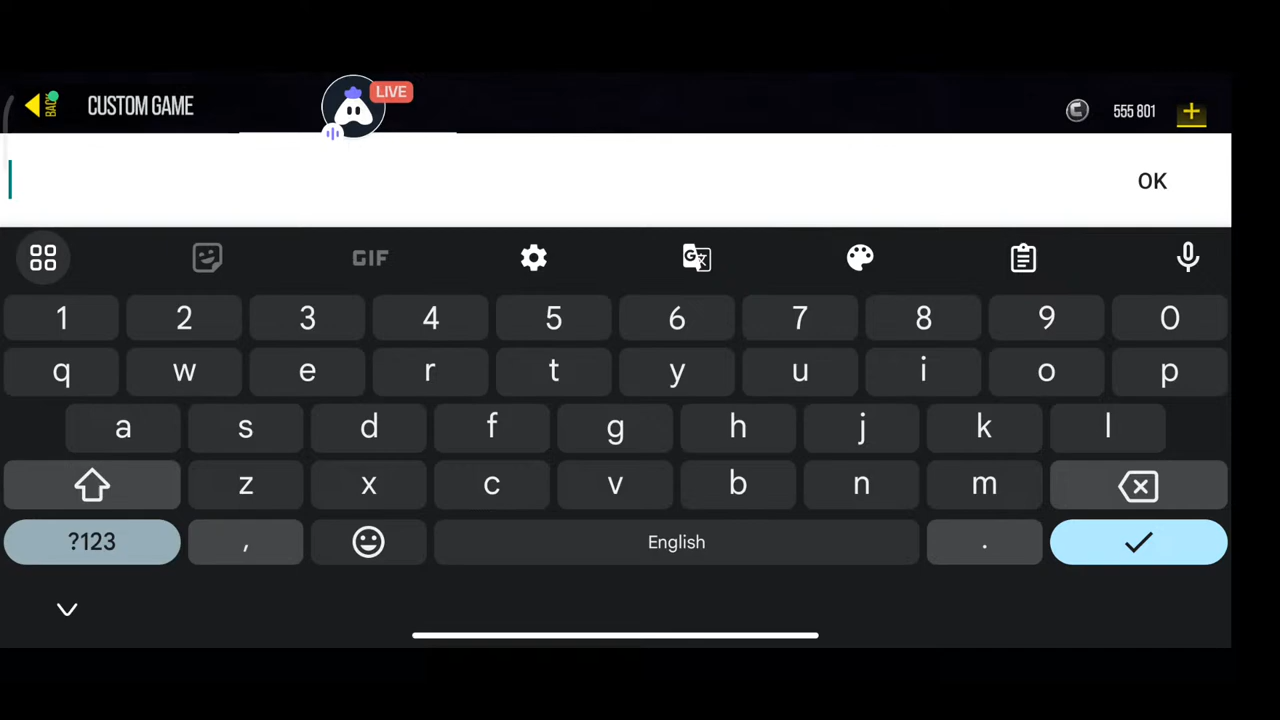 BACK
CUSTOM GAME
LIVE
555 801
+
OK
GIF
G
1 2 3 4 5 6 7 8 9 0
q w e r t y u i o p
a s d f g h j k l
z x c v b n m
?123 , English .